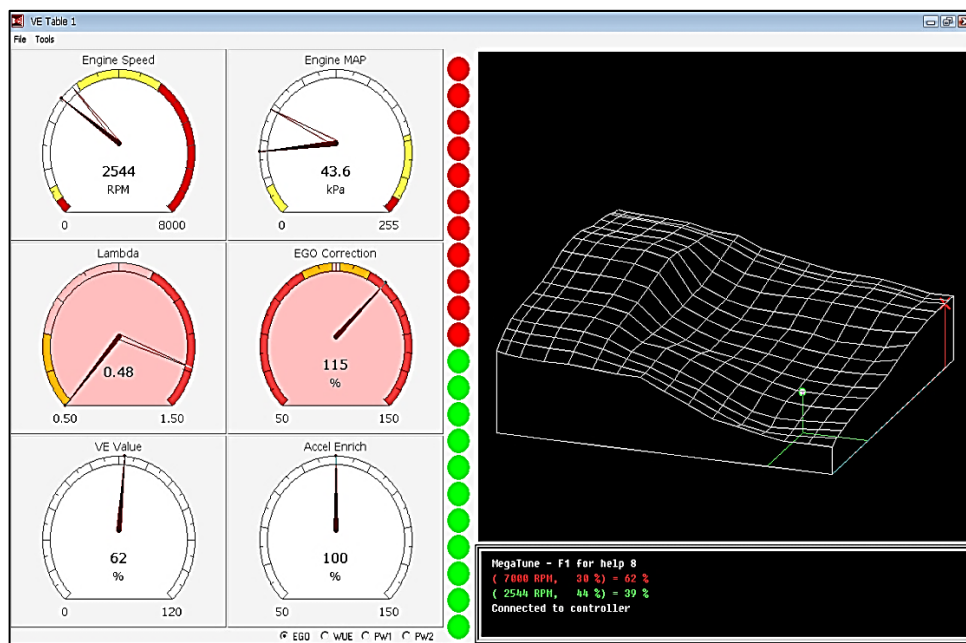 VE Table 1
File Tools
Engine Speed
2544
RPM
0 8000
Engine MAP
43.6
kPa
0 255
Lambda
0.48
0.50 1.50
EGO Correction
115
%
50 150
VE Value
62
%
0 120
Accel Enrich
100
%
50 150
EGO WUE PW1 PW2
MegaTune - F1 for help 8
( 7000 RPM, 30 %) = 62 %
( 2544 RPM, 44 %) = 39 %
Connected to controller